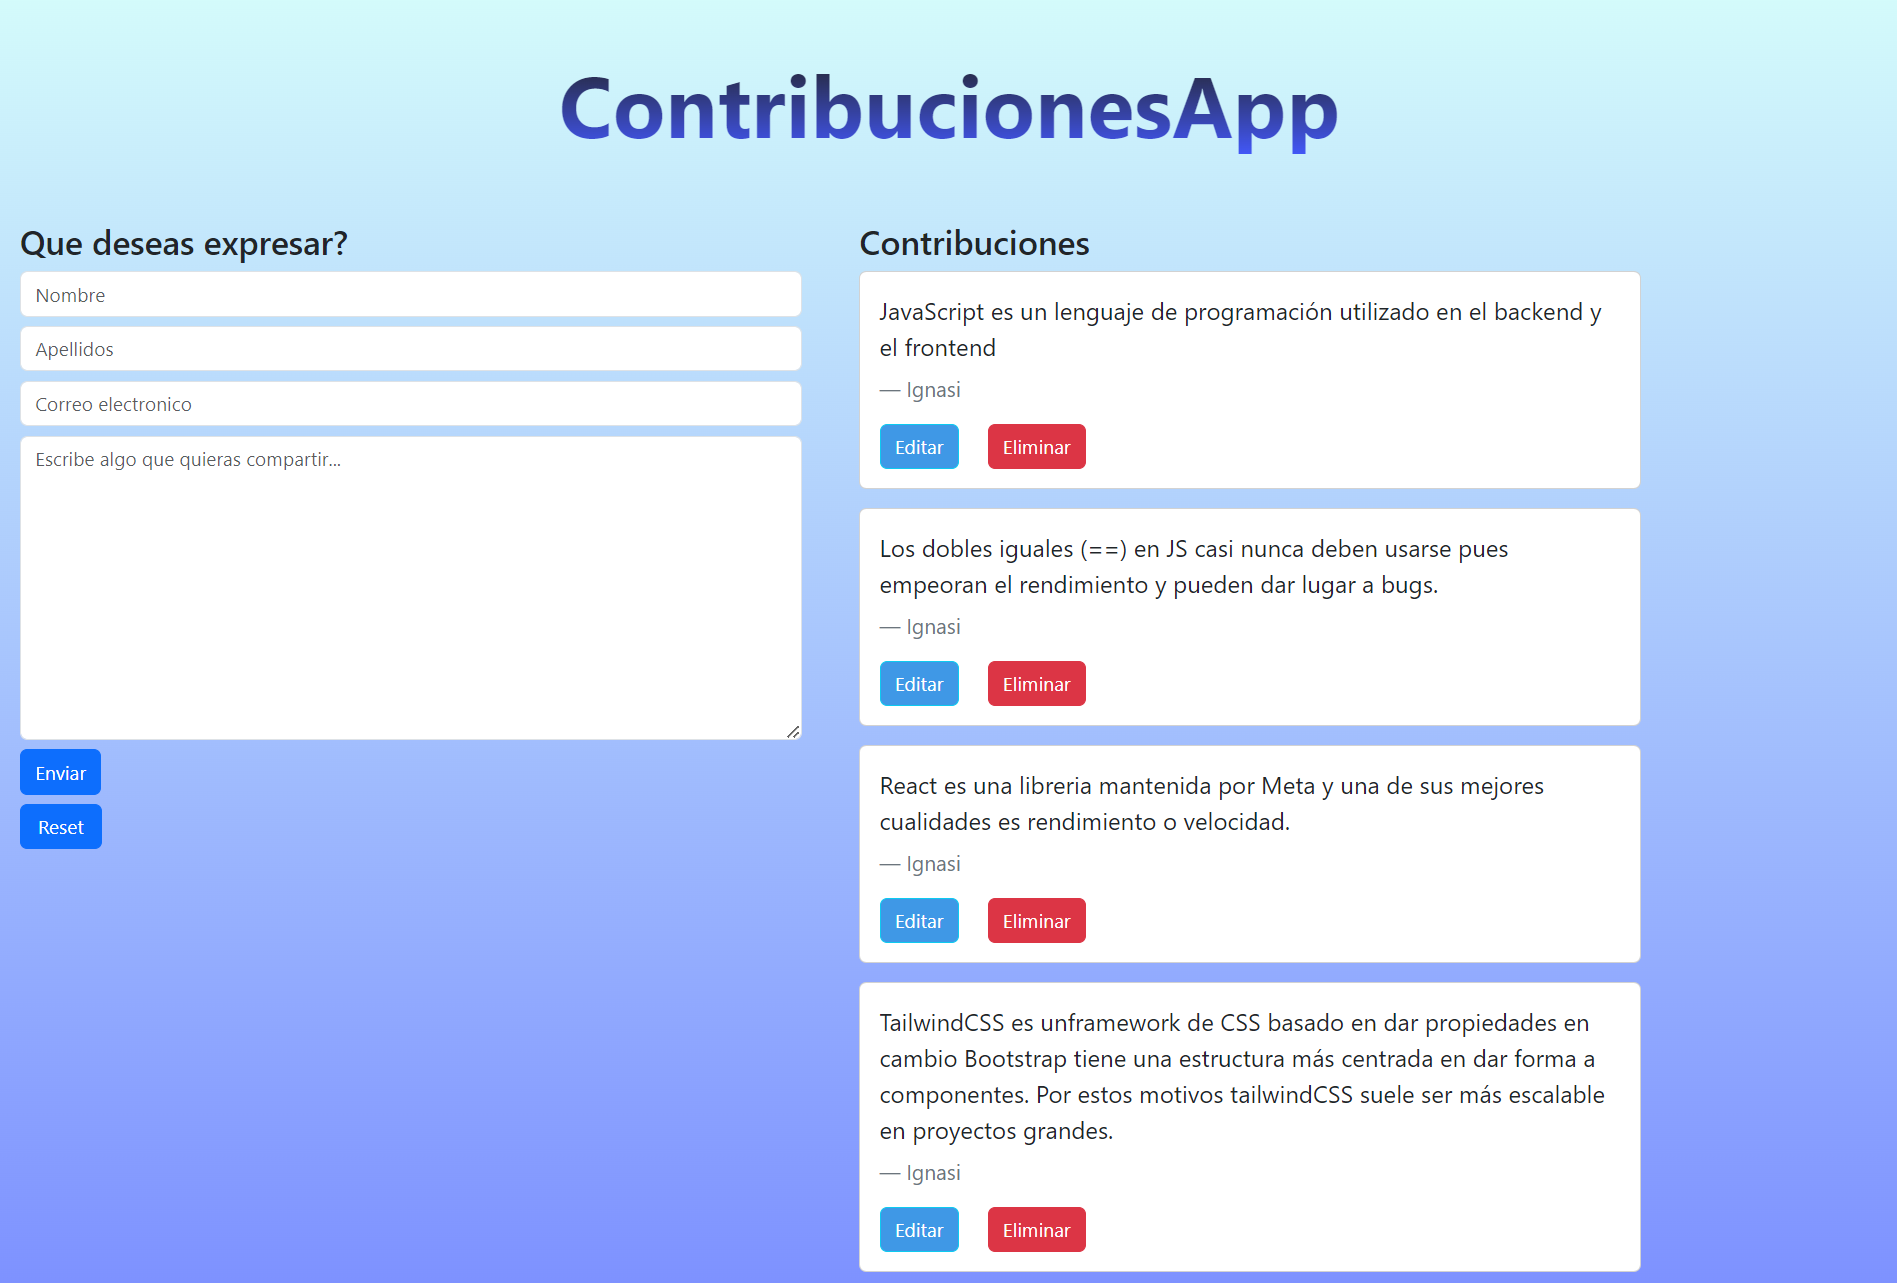 ContribucionesApp
Que deseas expresar?
Nombre
Apellidos
Correo electronico
Escribe algo que quieras compartir...
Enviar
Reset
Contribuciones
JavaScript es un lenguaje de programación utilizado en el backend y
el frontend
— Ignasi
Editar Eliminar
Los dobles iguales (==) en JS casi nunca deben usarse pues
empeoran el rendimiento y pueden dar lugar a bugs.
— Ignasi
Editar Eliminar
React es una libreria mantenida por Meta y una de sus mejores
cualidades es rendimiento o velocidad.
— Ignasi
Editar Eliminar
TailwindCSS es unframework de CSS basado en dar propiedades en
cambio Bootstrap tiene una estructura más centrada en dar forma a
componentes. Por estos motivos tailwindCSS suele ser más escalable
en proyectos grandes.
— Ignasi
Editar Eliminar